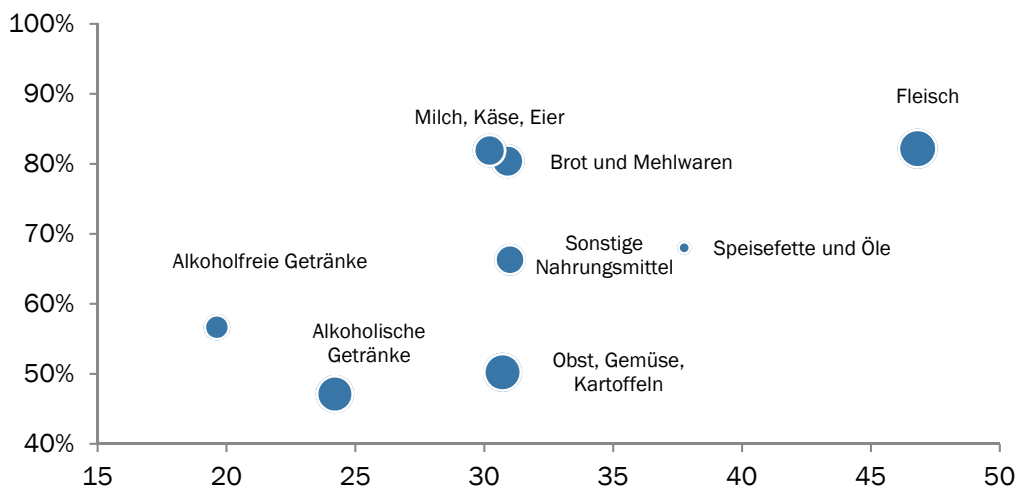 100%
90%
80%
70%
60%
50%
40%
Fleisch
Milch, Käse, Eier
Brot und Mehlwaren
Sonstige
Nahrungsmittel
Speisefette und Öle
Alkoholfreie Getränke
Alkoholische
Getränke
Obst, Gemüse,
Kartoffeln
15
20
25
30
35
40
45
50